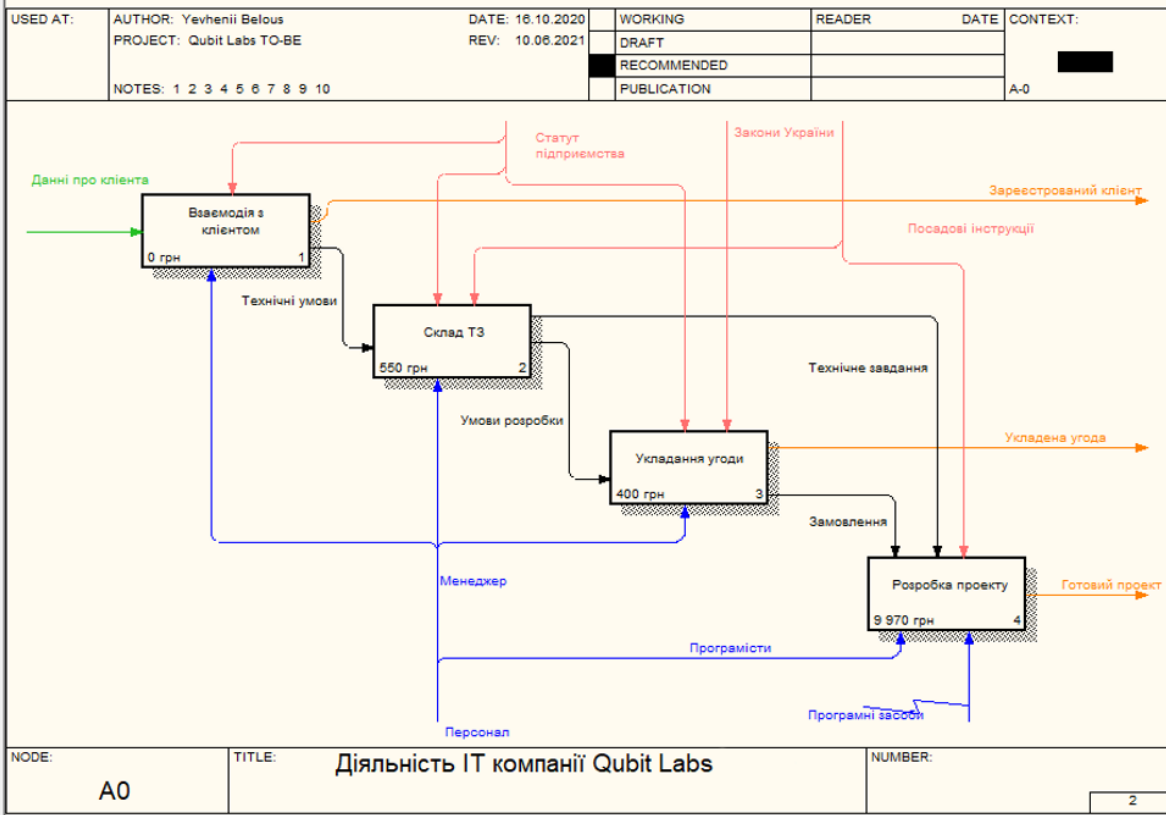 USED AT:
AUTHOR: Yevhenii Belous
DATE: 16.10.2020
PROJECT: Qubit Labs TO-BE
REV: 10.06.2021
NOTES: 1 2 3 4 5 6 7 8 9 10
WORKING
DRAFT
RECOMMENDED
PUBLICATION
READER
DATE
CONTEXT:
A-0
Статут
підприємства
Закони України
Данні про клієнта
Зареєстрований клієнт
Взаємодія з
клієнтом
0 грн
1
Посадові інструкції
Технічні умови
Склад ТЗ
550 грн
2
Технічне завдання
Умови розробки
Укладена угода
Укладання угоди
400 грн
3
Замовлення
Менеджер
Розробка проекту
9 970 грн
4
Готовий проект
Програмісти
Програмні засоби
Персонал
NODE:
A0
TITLE:
Діяльність ІТ компанії Qubit Labs
NUMBER:
2